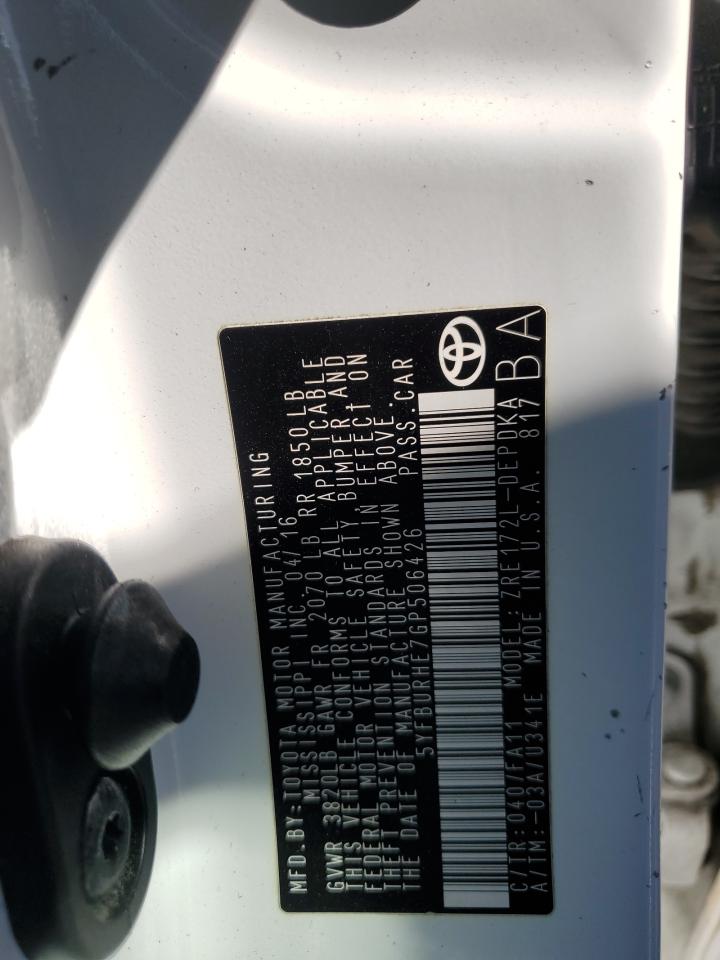 MFD.BY:TOYOTA MOTOR MANUFACTURING
MISSISSIPPI INC. 04/16
GVWR 3820LB GAWR FR 2070 LB RR 1850 LB
THIS VEHICLE CONFORMS TO ALL APPLICABLE
FEDERAL MOTOR VEHICLE SAFETY, BUMPER AND
THEFT PREVENTION STANDARDS IN EFFECT ON
THE DATE OF MANUFACTURE SHOWN ABOVE.
5YFBURHE7GP506426 PASS.CAR
C/TR:040/FA11 MODEL:ZRE172L-DEPDKA
A/TM:-03A/U341E MADE IN U.S.A. 817
BA